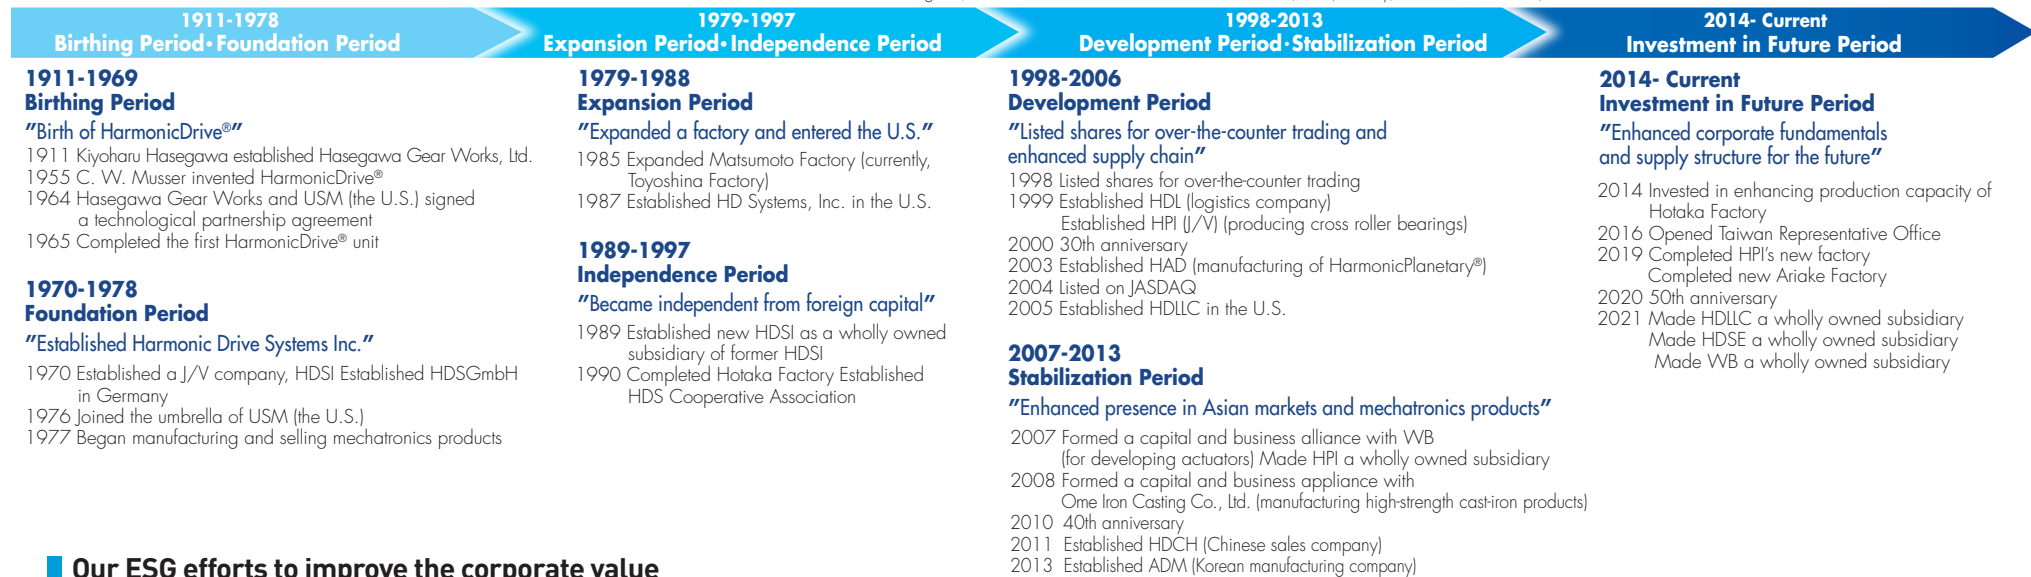 1911-1978
Birthing Period・Foundation Period
1979-1997
Expansion Period・Independence Period
1998-2013
Development Period・Stabilization Period
2014- Current
Investment in Future Period
1911-1969
Birthing Period
"Birth of HarmonicDrive®"
1911 Kiyoharu Hasegawa established Hasegawa Gear Works, Ltd.
1955 C. W. Musser invented HarmonicDrive®
1964 Hasegawa Gear Works and USM (the U.S.) signed
a technological partnership agreement
1965 Completed the first HarmonicDrive® unit
1970-1978
Foundation Period
"Established Harmonic Drive Systems Inc."
1970 Established a J/V company, HDSI Established HDSGmbH
in Germany
1976 Joined the umbrella of USM (the U.S.)
1977 Began manufacturing and selling mechatronics products
1979-1988
Expansion Period
"Expanded a factory and entered the U.S."
1985 Expanded Matsumoto Factory (currently,
Toyoshina Factory)
1987 Established HD Systems, Inc. in the U.S.
1989-1997
Independence Period
"Became independent from foreign capital"
1989 Established new HDSI as a wholly owned
subsidiary of former HDSI
1990 Completed Hotaka Factory Established
HDS Cooperative Association
1998-2006
Development Period
"Listed shares for over-the-counter trading and
enhanced supply chain"
1998 Listed shares for over-the-counter trading
1999 Established HDL (logistics company)
Established HPI (J/V) (producing cross roller bearings)
2000 30th anniversary
2003 Established HAD (manufacturing of HarmonicPlanetary®)
2004 Listed on JASDAQ
2005 Established HDLLC in the U.S.
2007-2013
Stabilization Period
"Enhanced presence in Asian markets and mechatronics products"
2007 Formed a capital and business alliance with WB
(for developing actuators) Made HPI a wholly owned subsidiary
2008 Formed a capital and business appliance with
Ome Iron Casting Co., Ltd. (manufacturing high-strength cast-iron products)
2010 40th anniversary
2011 Established HDCH (Chinese sales company)
2013 Established ADM (Korean manufacturing company)
2014- Current
Investment in Future Period
"Enhanced corporate fundamentals
and supply structure for the future"
2014 Invested in enhancing production capacity of
Hotaka Factory
2016 Opened Taiwan Representative Office
2019 Completed HPI's new factory
Completed new Ariake Factory
2020 50th anniversary
2021 Made HDLLC a wholly owned subsidiary
Made HDSE a wholly owned subsidiary
Made WB a wholly owned subsidiary
Our ESG efforts to improve the corporate value